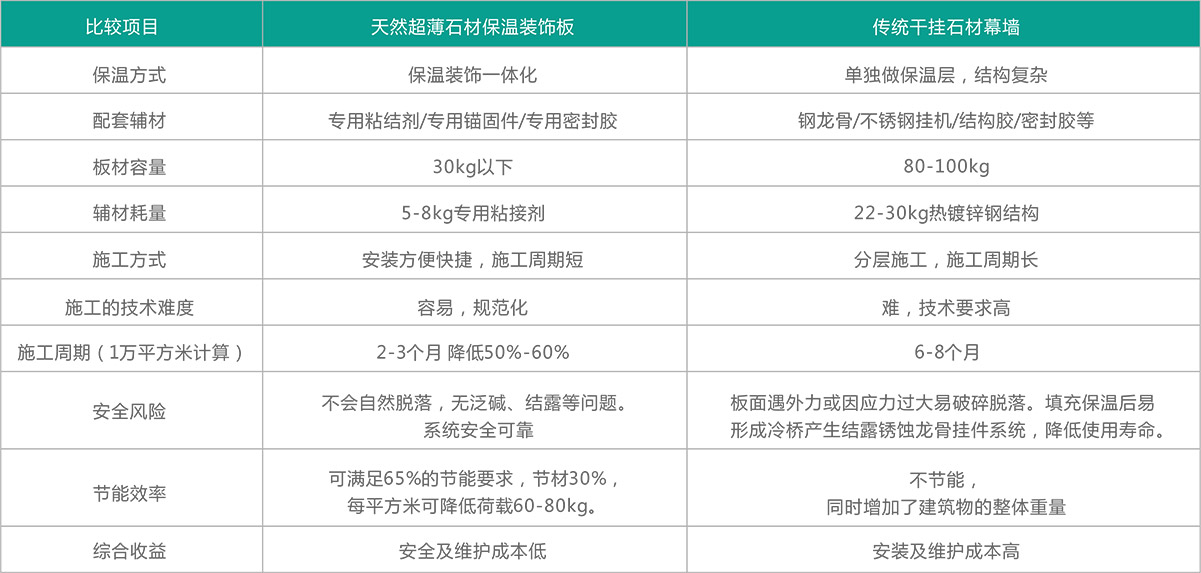 比较项目
天然超薄石材保温装饰板
传统干挂石材幕墙
保温方式
保温装饰一体化
单独做保温层，结构复杂
配套辅材
专用粘结剂/专用锚固件/专用密封胶
钢龙骨/不锈钢挂机/结构胶/密封胶等
板材容量
30kg以下
80-100kg
辅材耗量
5-8kg专用粘接剂
22-30kg热镀锌钢结构
施工方式
安装方便快捷，施工周期短
分层施工，施工周期长
施工的技术难度
容易，规范化
难，技术要求高
施工周期（1万平方米计算）
2-3个月 降低50%-60%
6-8个月
安全风险
不会自然脱落，无泛碱、结露等问题。
系统安全可靠
板面遇外力或因应力过大易破碎脱落。填充保温后易
形成冷桥产生结露锈蚀龙骨挂件系统，降低使用寿命。
节能效率
可满足65%的节能要求，节材30%，
每平方米可降低荷载60-80kg。
不节能，
同时增加了建筑物的整体重量
综合收益
安全及维护成本低
安装及维护成本高